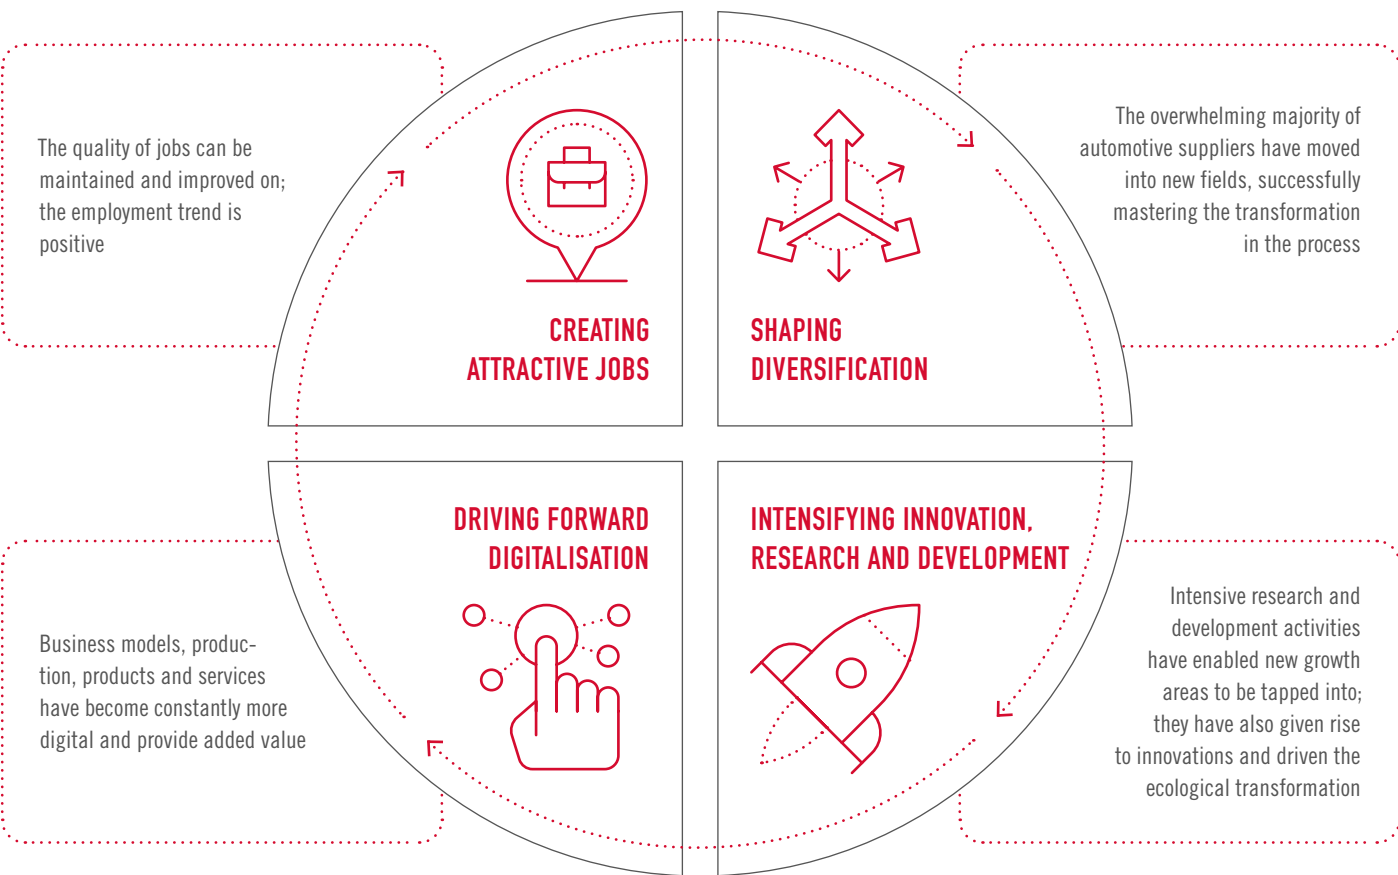 The quality of jobs can be
maintained and improved on;
the employment trend is
positive
CREATING
ATTRACTIVE JOBS
SHAPING
DIVERSIFICATION
The overwhelming majority of
automotive suppliers have moved
into new fields, successfully
mastering the transformation
in the process
Business models, produc-
tion, products and services
have become constantly more
digital and provide added value
DRIVING FORWARD
DIGITALISATION
INTENSIFYING INNOVATION,
RESEARCH AND DEVELOPMENT
Intensive research and
development activities
have enabled new growth
areas to be tapped into;
they have also given rise
to innovations and driven the
ecological transformation